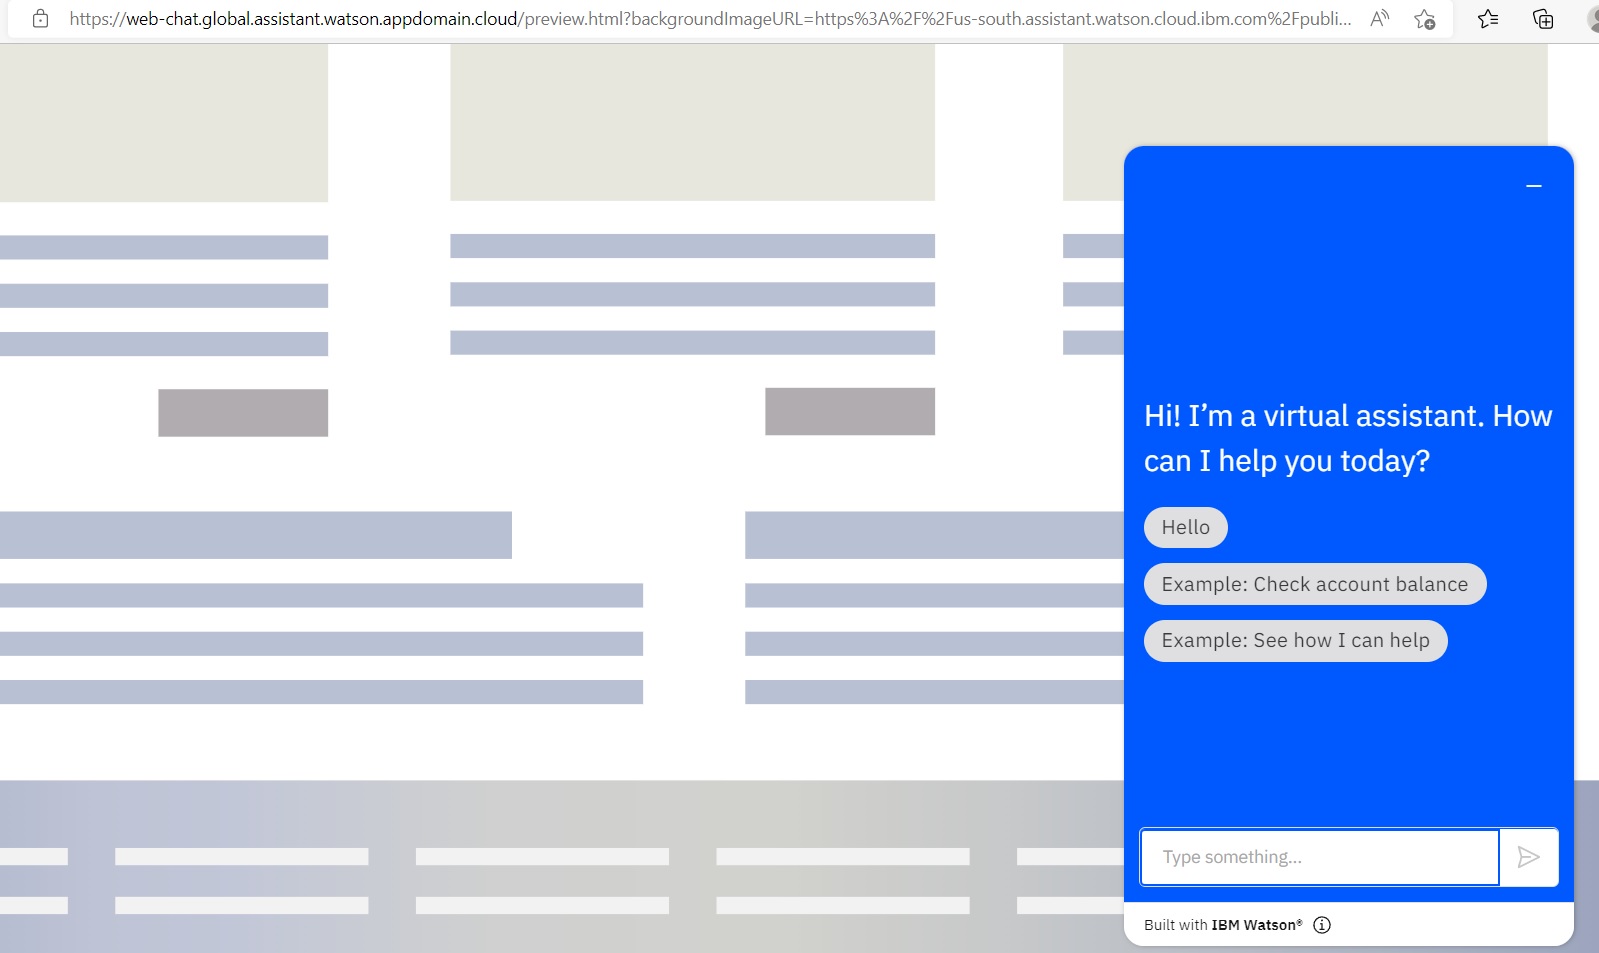 https://web-chat.global.assistant.watson.appdomain.cloud/preview.html?backgroundImageURL=https%3A%2F%2Fus-south.assistant.watson.cloud.ibm.com%2Fpubli...
Hi! I’m a virtual assistant. How
can I help you today?
Hello
Example: Check account balance
Example: See how I can help
Type something...
Built with IBM Watson®